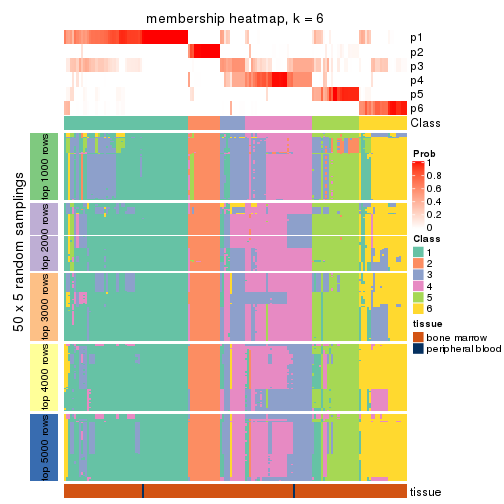 membership heatmap, k = 6
p1
p2
p3
p4
p5
p6
Class
50 x 5 random samplings
top 1000 rows
top 2000 rows
top 3000 rows
top 4000 rows
top 5000 rows
Prob
1
0.8
0.6
0.4
0.2
0
Class
1
2
3
4
5
6
tissue
bone marrow
peripheral blood
tissue